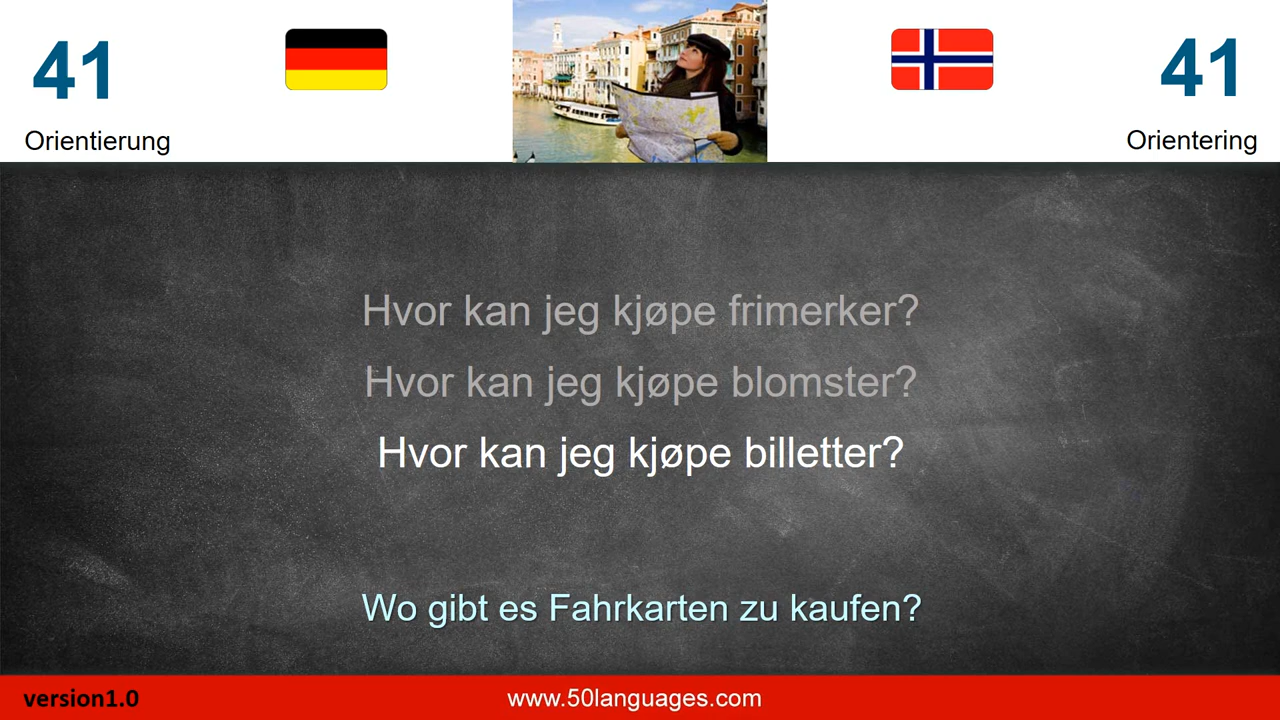 41
41
Orientierung
Orientering
Hvor kan jeg kjøpe frimerker?
Hvor kan jeg kjøpe blomster?
Hvor kan jeg kjøpe billetter?
Wo gibt es Fahrkarten zu kaufen?
version1.0
www.50languages.com